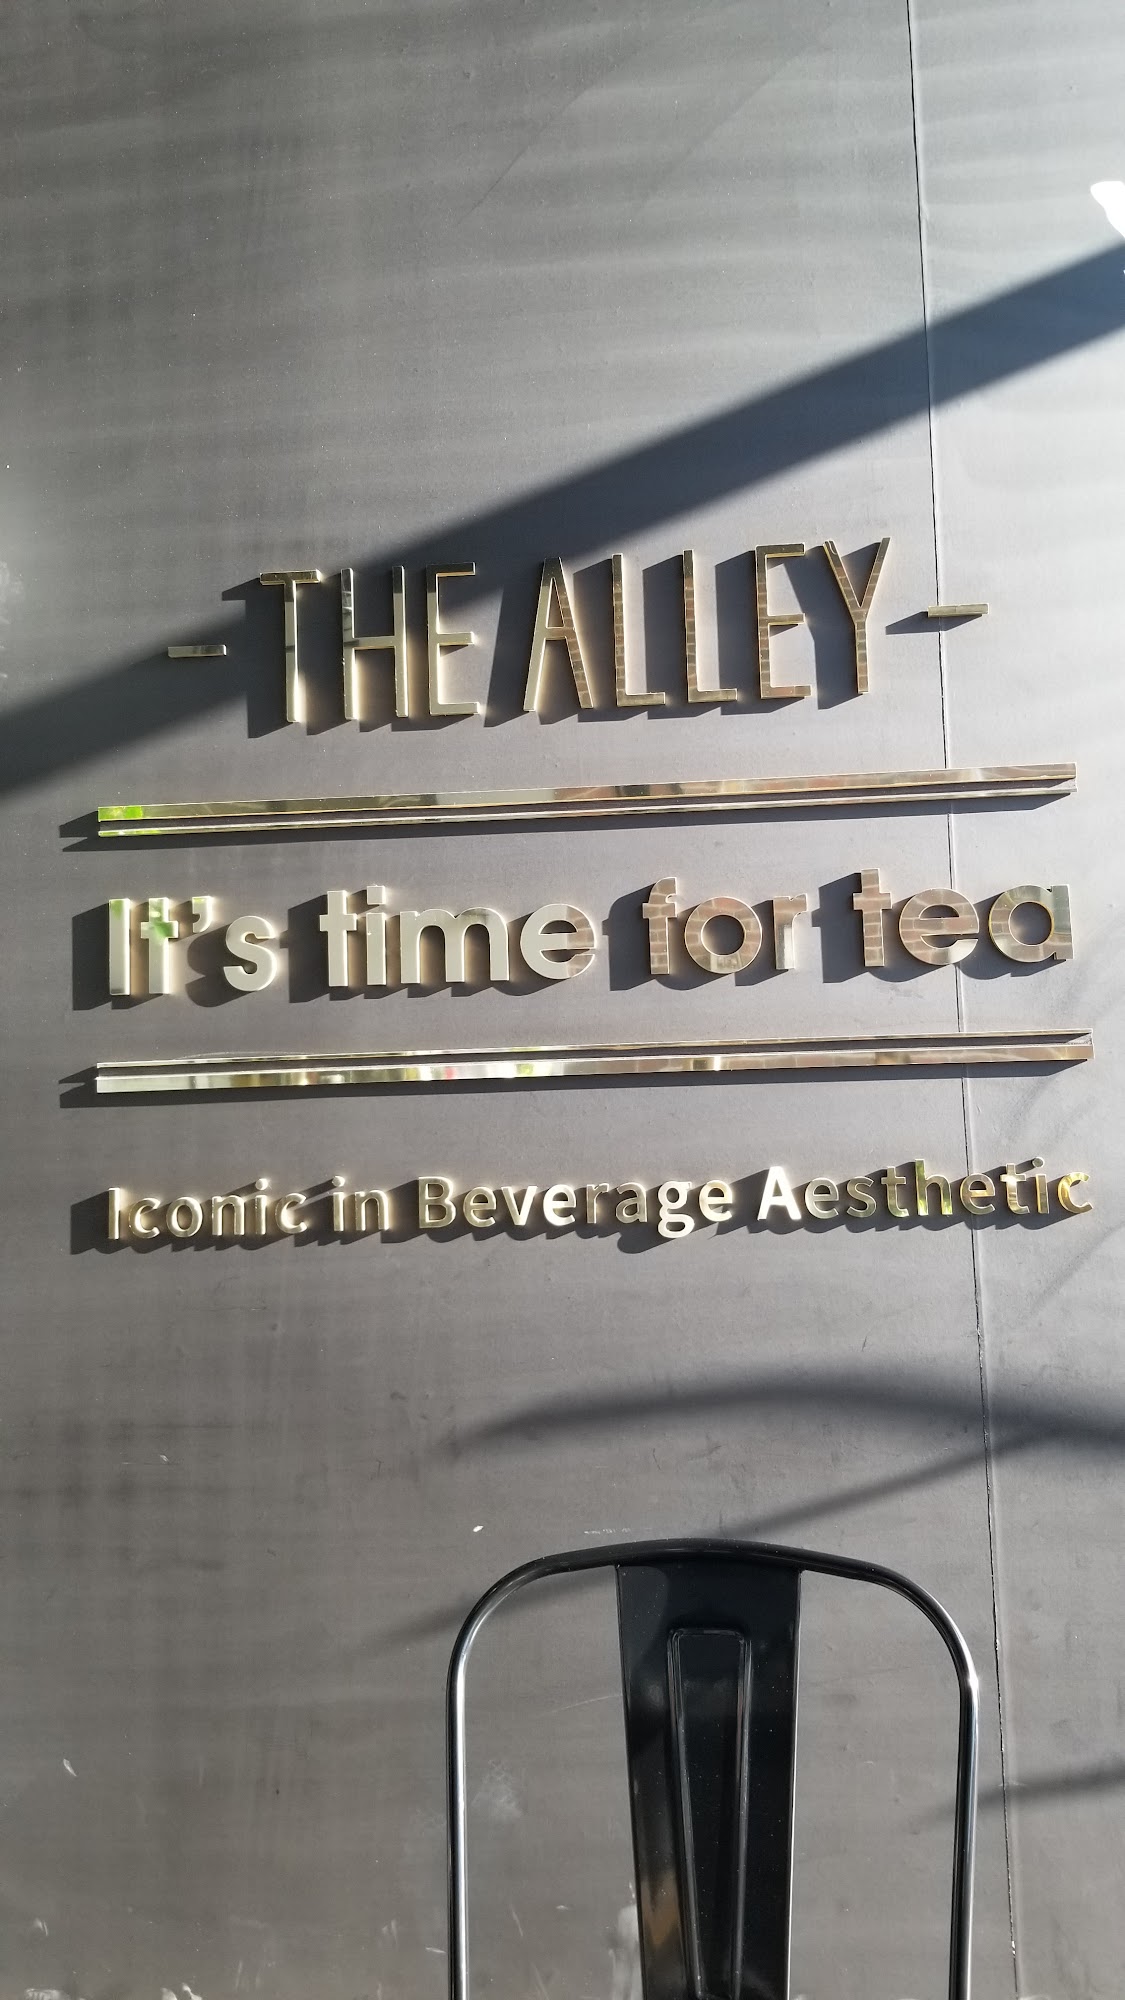 - THE ALLEY -
It's time for tea
Iconic in Beverage Aesthetic